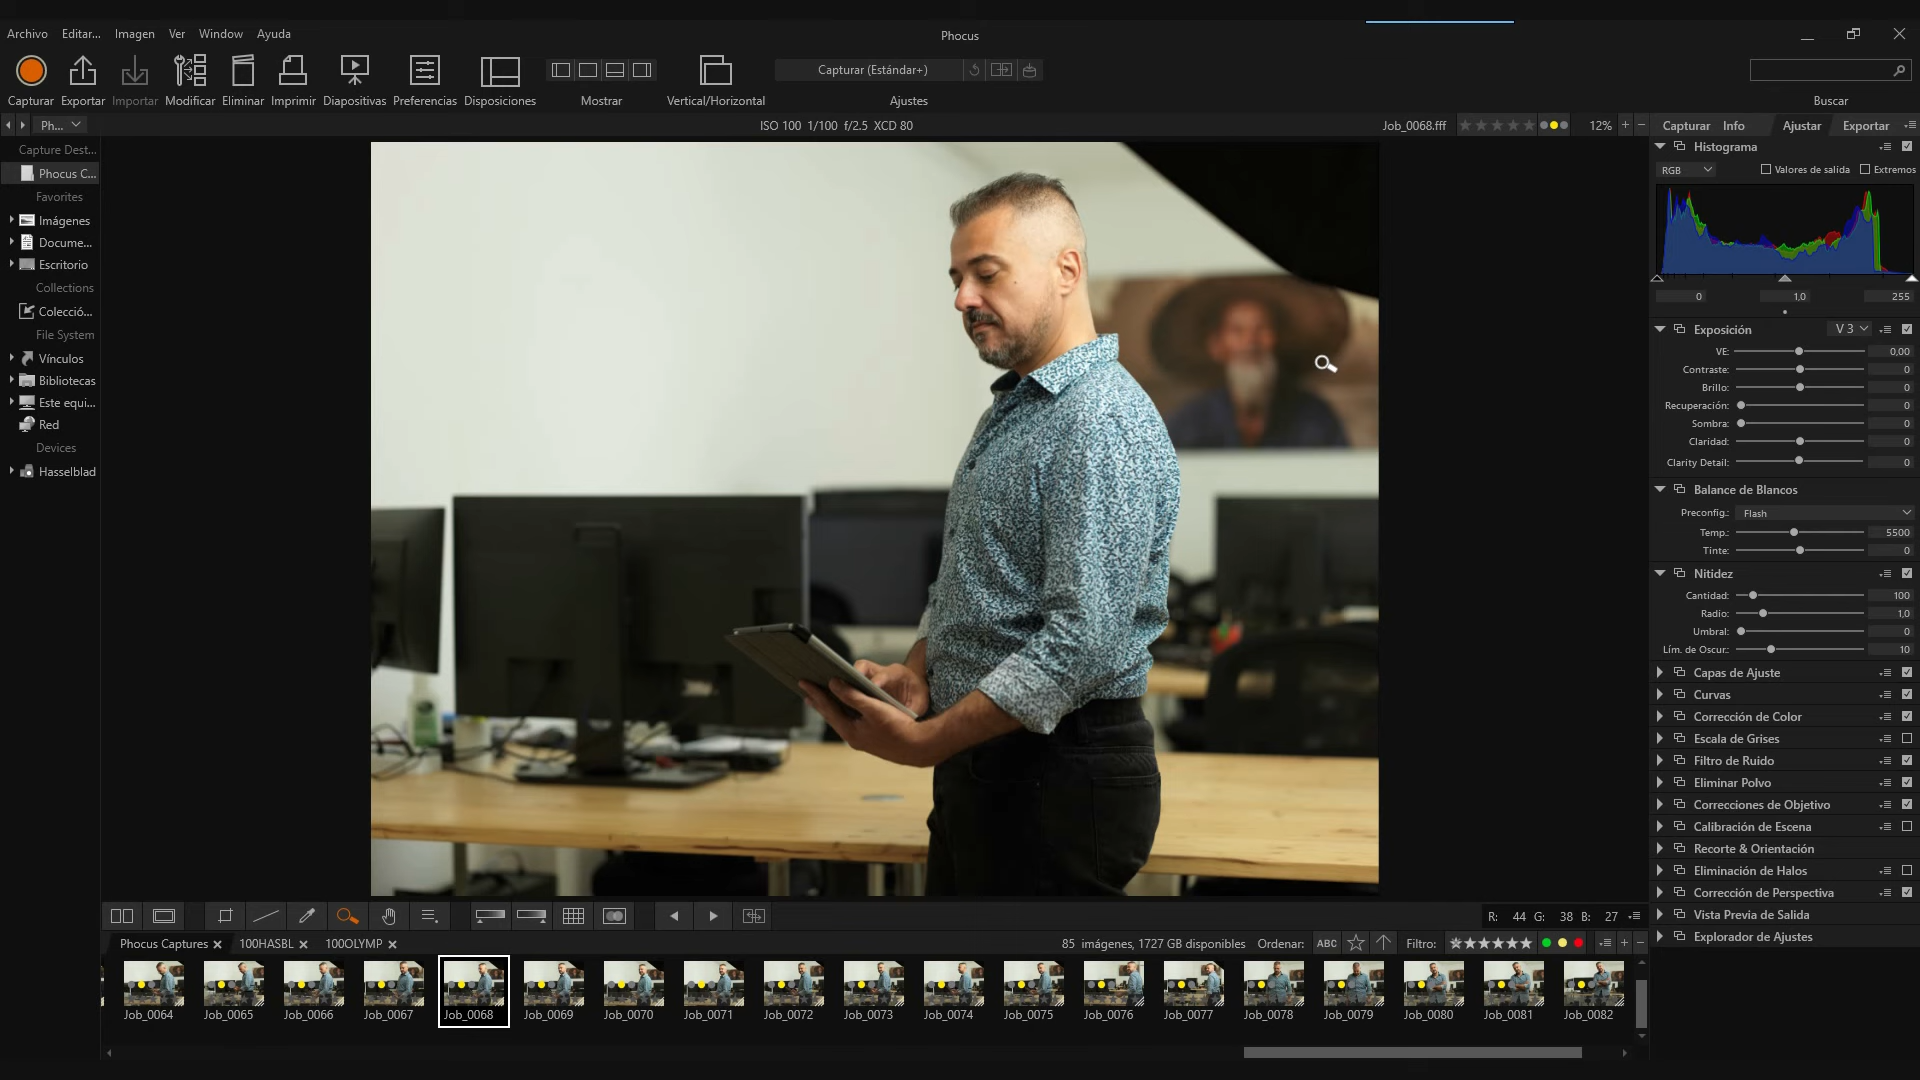 Archivo Editar... Imagen Ver Window Ayuda
Phocus
Capturar Exportar Importar Modificar Eliminar Imprimir Diapositivas Preferencias Disposiciones Mostrar Vertical/Horizontal
Capturar (Estándar+)
Ajustes
Buscar
Ph...
ISO 100 1/100 f/2.5 XCD 80
Job_0068.fff
12%
Capturar Info Ajustar Exportar
Capture Dest...
Phocus C...
Favorites
Imágenes
Docume...
Escritorio
Collections
Colecció...
File System
Vínculos
Bibliotecas
Este equi...
Red
Devices
Hasselblad
Histograma
RGB Valores de salida Extremos
0 1,0 255
Exposición V 3
VE: 0,00
Contraste: 0
Brillo: 0
Recuperación: 0
Sombra: 0
Claridad: 0
Clarity Detail: 0
Balance de Blancos
Preconfig.: Flash
Temp.: 5500
Tinte: 0
Nitidez
Cantidad: 100
Radio: 1,0
Umbral: 0
Lím. de Oscur.: 10
Capas de Ajuste
Curvas
Corrección de Color
Escala de Grises
Filtro de Ruído
Eliminar Polvo
Correcciones de Objetivo
Calibración de Escena
Recorte & Orientación
Eliminación de Halos
Corrección de Perspectiva
Vista Previa de Salida
Explorador de Ajustes
R: 44 G: 38 B: 27
Phocus Captures 100HASBL 100OLYMP
85 imágenes, 1727 GB disponibles Ordenar: ABC Filtro:
Job_0064 Job_0065 Job_0066 Job_0067 Job_0068 Job_0069 Job_0070 Job_0071 Job_0072 Job_0073 Job_0074 Job_0075 Job_0076 Job_0077 Job_0078 Job_0079 Job_0080 Job_0081 Job_0082